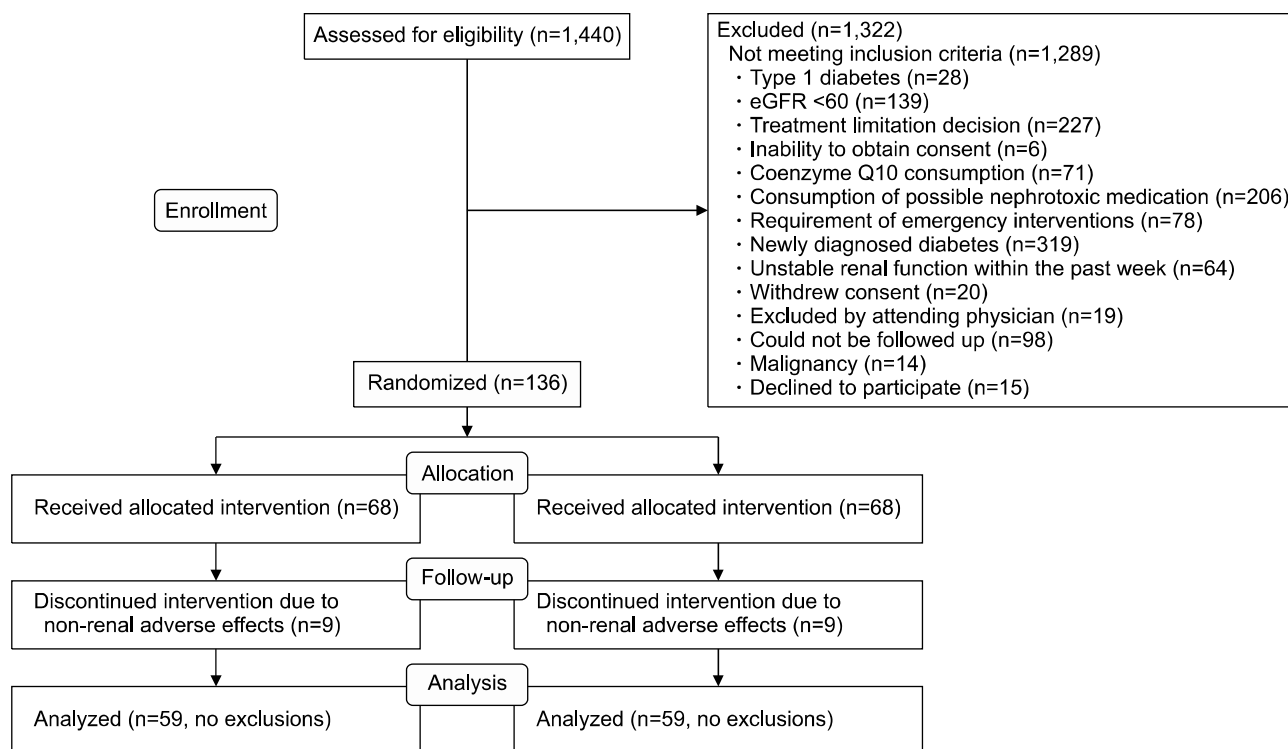 Assessed for eligibility (n=1,440)
Excluded (n=1,322)
Not meeting inclusion criteria (n=1,289)
· Type 1 diabetes (n=28)
· eGFR <60 (n=139)
· Treatment limitation decision (n=227)
· Inability to obtain consent (n=6)
· Coenzyme Q10 consumption (n=71)
· Consumption of possible nephrotoxic medication (n=206)
· Requirement of emergency interventions (n=78)
· Newly diagnosed diabetes (n=319)
· Unstable renal function within the past week (n=64)
· Withdrew consent (n=20)
· Excluded by attending physician (n=19)
· Could not be followed up (n=98)
· Malignancy (n=14)
· Declined to participate (n=15)
Enrollment
Randomized (n=136)
Allocation
Received allocated intervention (n=68)
Received allocated intervention (n=68)
Follow-up
Discontinued intervention due to
non-renal adverse effects (n=9)
Discontinued intervention due to
non-renal adverse effects (n=9)
Analysis
Analyzed (n=59, no exclusions)
Analyzed (n=59, no exclusions)